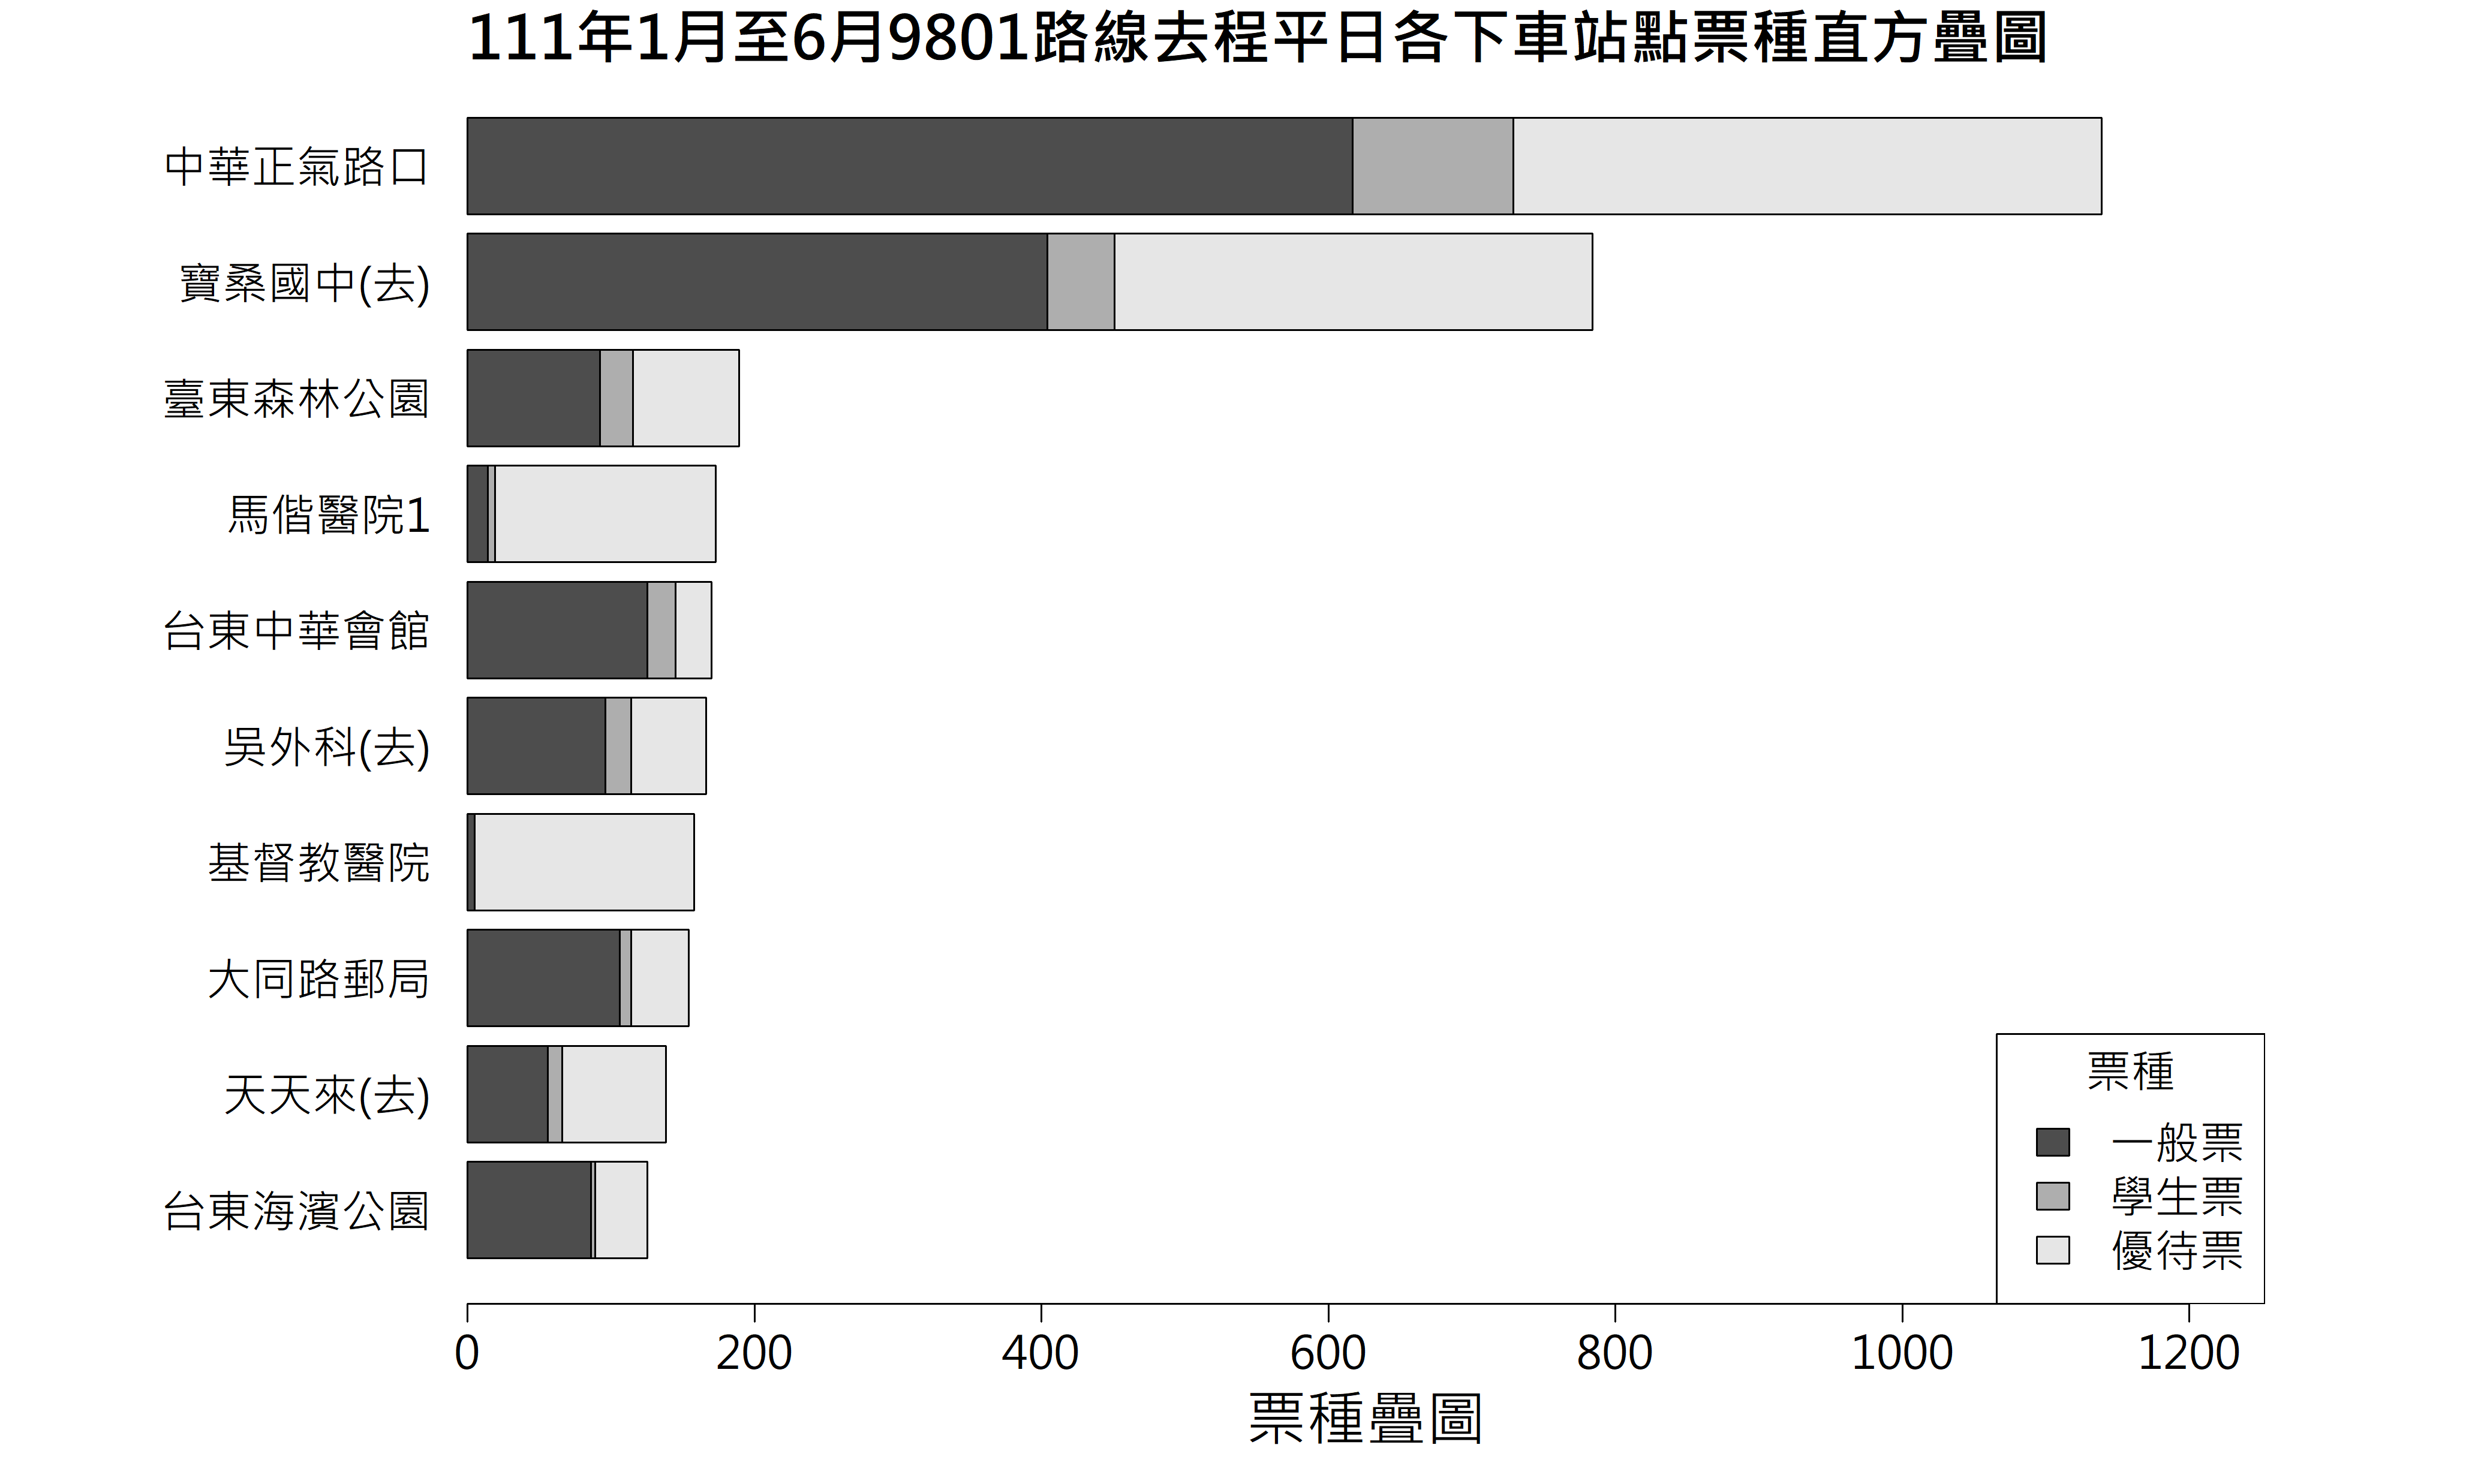 111年1月至6月9801路線去程平日各下車站點票種直方疊圖
中華正氣路口
寶桑國中(去)
臺東森林公園
馬偕醫院1
台東中華會館
吳外科(去)
基督教醫院
大同路郵局
天天來(去)
台東海濱公園
票種
一般票
學生票
優待票
0 200 400 600 800 1000 1200
票種疊圖